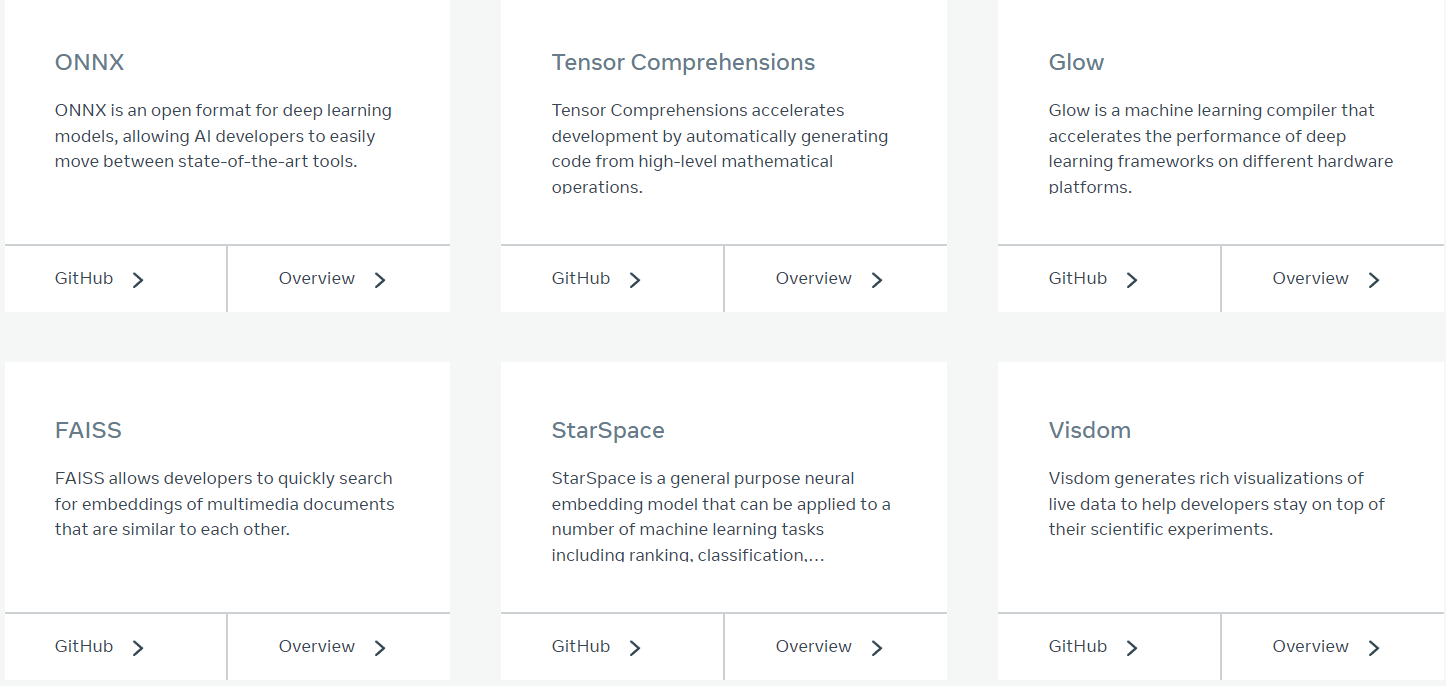 ONNX
ONNX is an open format for deep learning
models, allowing AI developers to easily
move between state-of-the-art tools.
GitHub
Overview
Tensor Comprehensions
Tensor Comprehensions accelerates
development by automatically generating
code from high-level mathematical
operations.
GitHub
Overview
Glow
Glow is a machine learning compiler that
accelerates the performance of deep
learning frameworks on different hardware
platforms.
GitHub
Overview
FAISS
FAISS allows developers to quickly search
for embeddings of multimedia documents
that are similar to each other.
GitHub
Overview
StarSpace
StarSpace is a general purpose neural
embedding model that can be applied to a
number of machine learning tasks
including ranking, classification,...
GitHub
Overview
Visdom
Visdom generates rich visualizations of
live data to help developers stay on top of
their scientific experiments.
GitHub
Overview